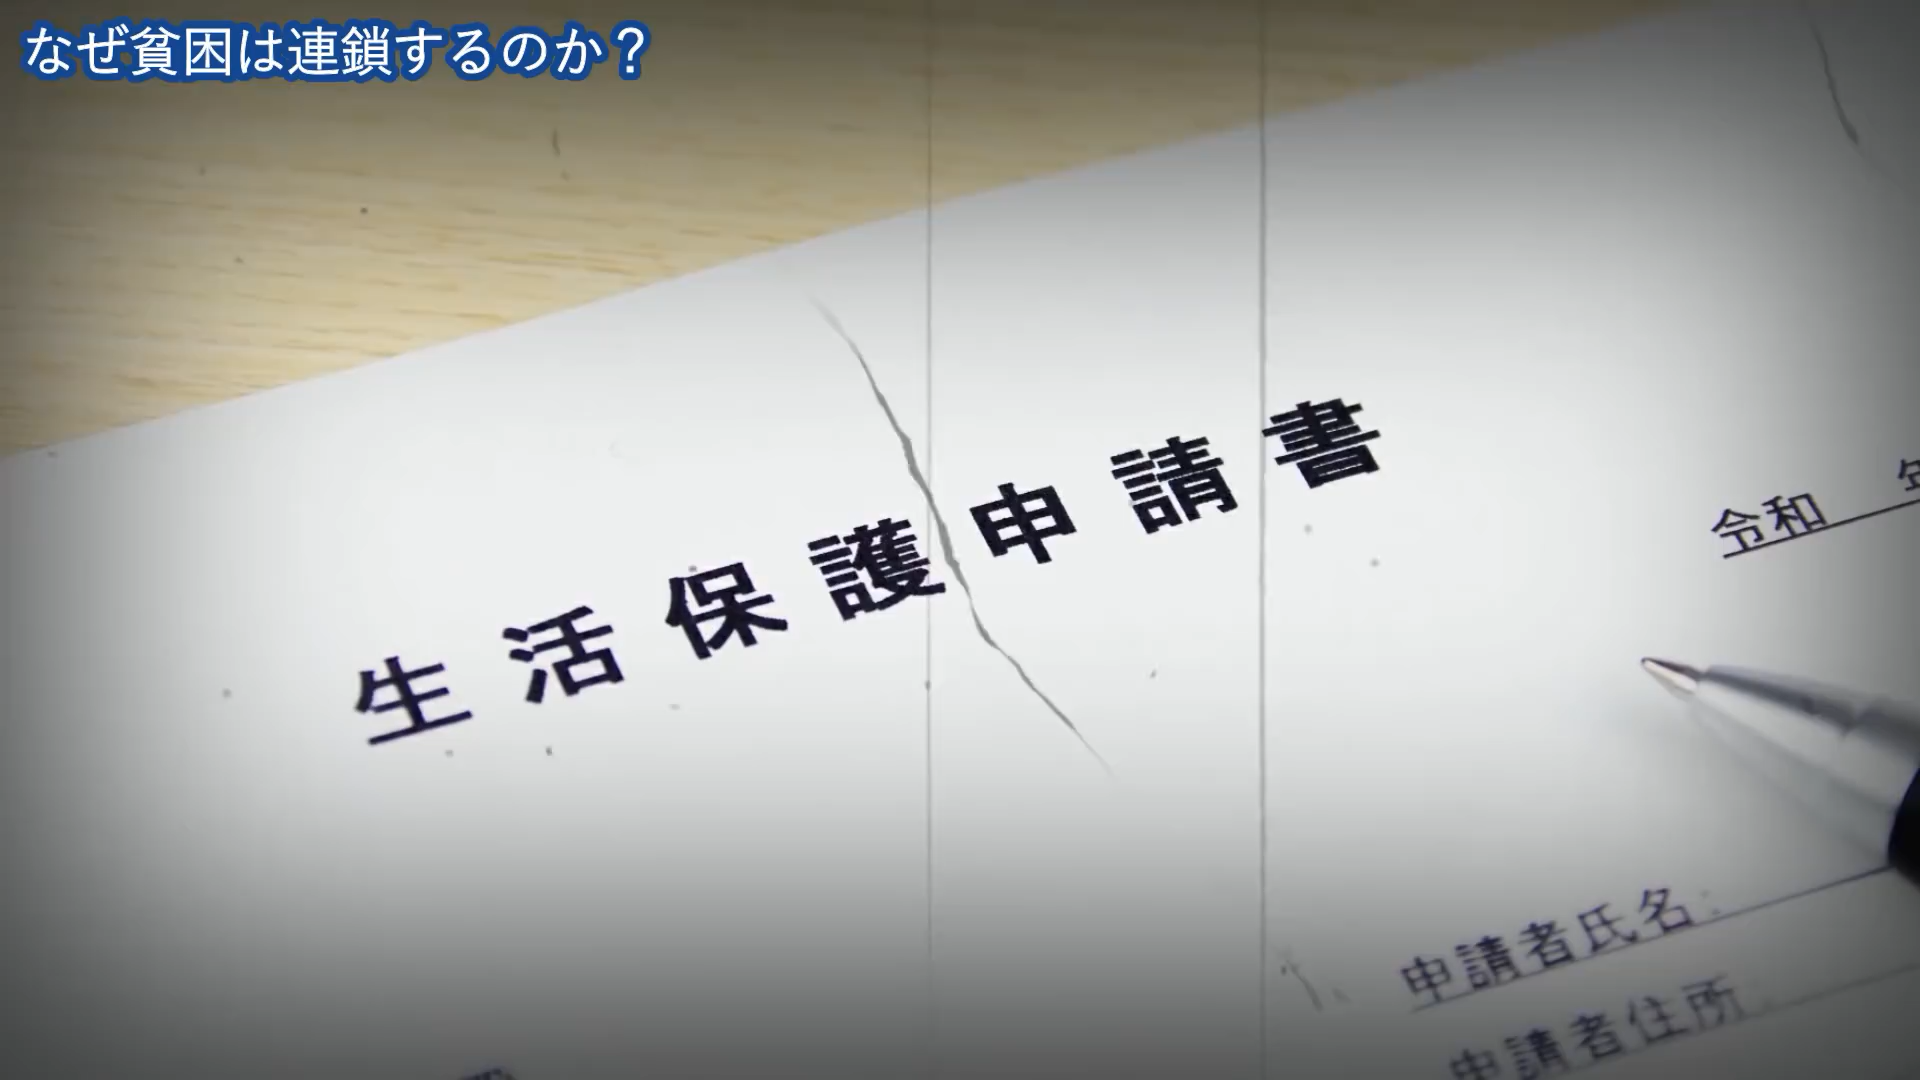 なぜ貧困は連鎖するのか？
生活保護申請書
令和 年
申請者氏名:
申請者住所: